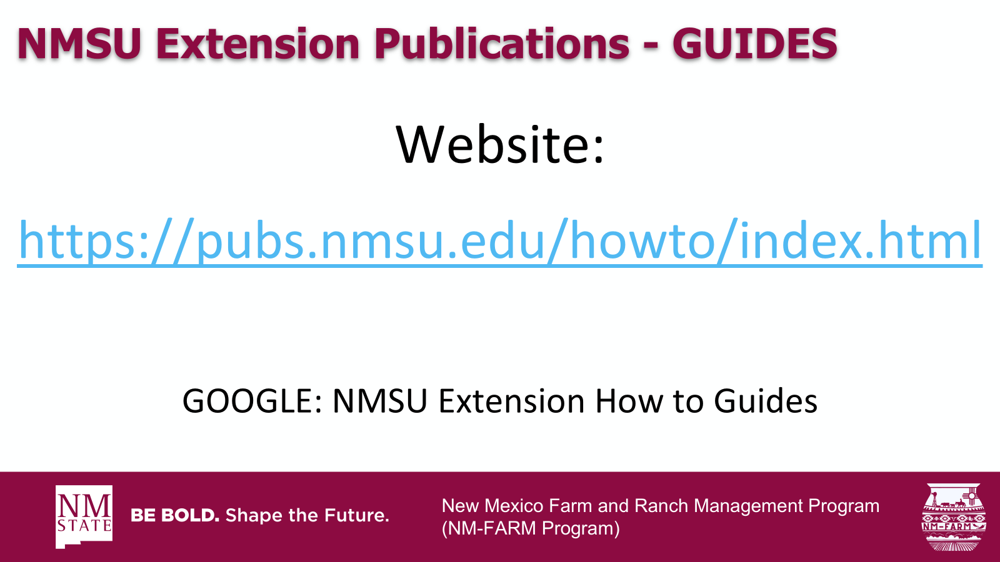 NMSU Extension Publications - GUIDES
Website:
https://pubs.nmsu.edu/howto/index.html
GOOGLE: NMSU Extension How to Guides
NM
STATE
BE BOLD. Shape the Future.
New Mexico Farm and Ranch Management Program
(NM-FARM Program)
NM-FARM